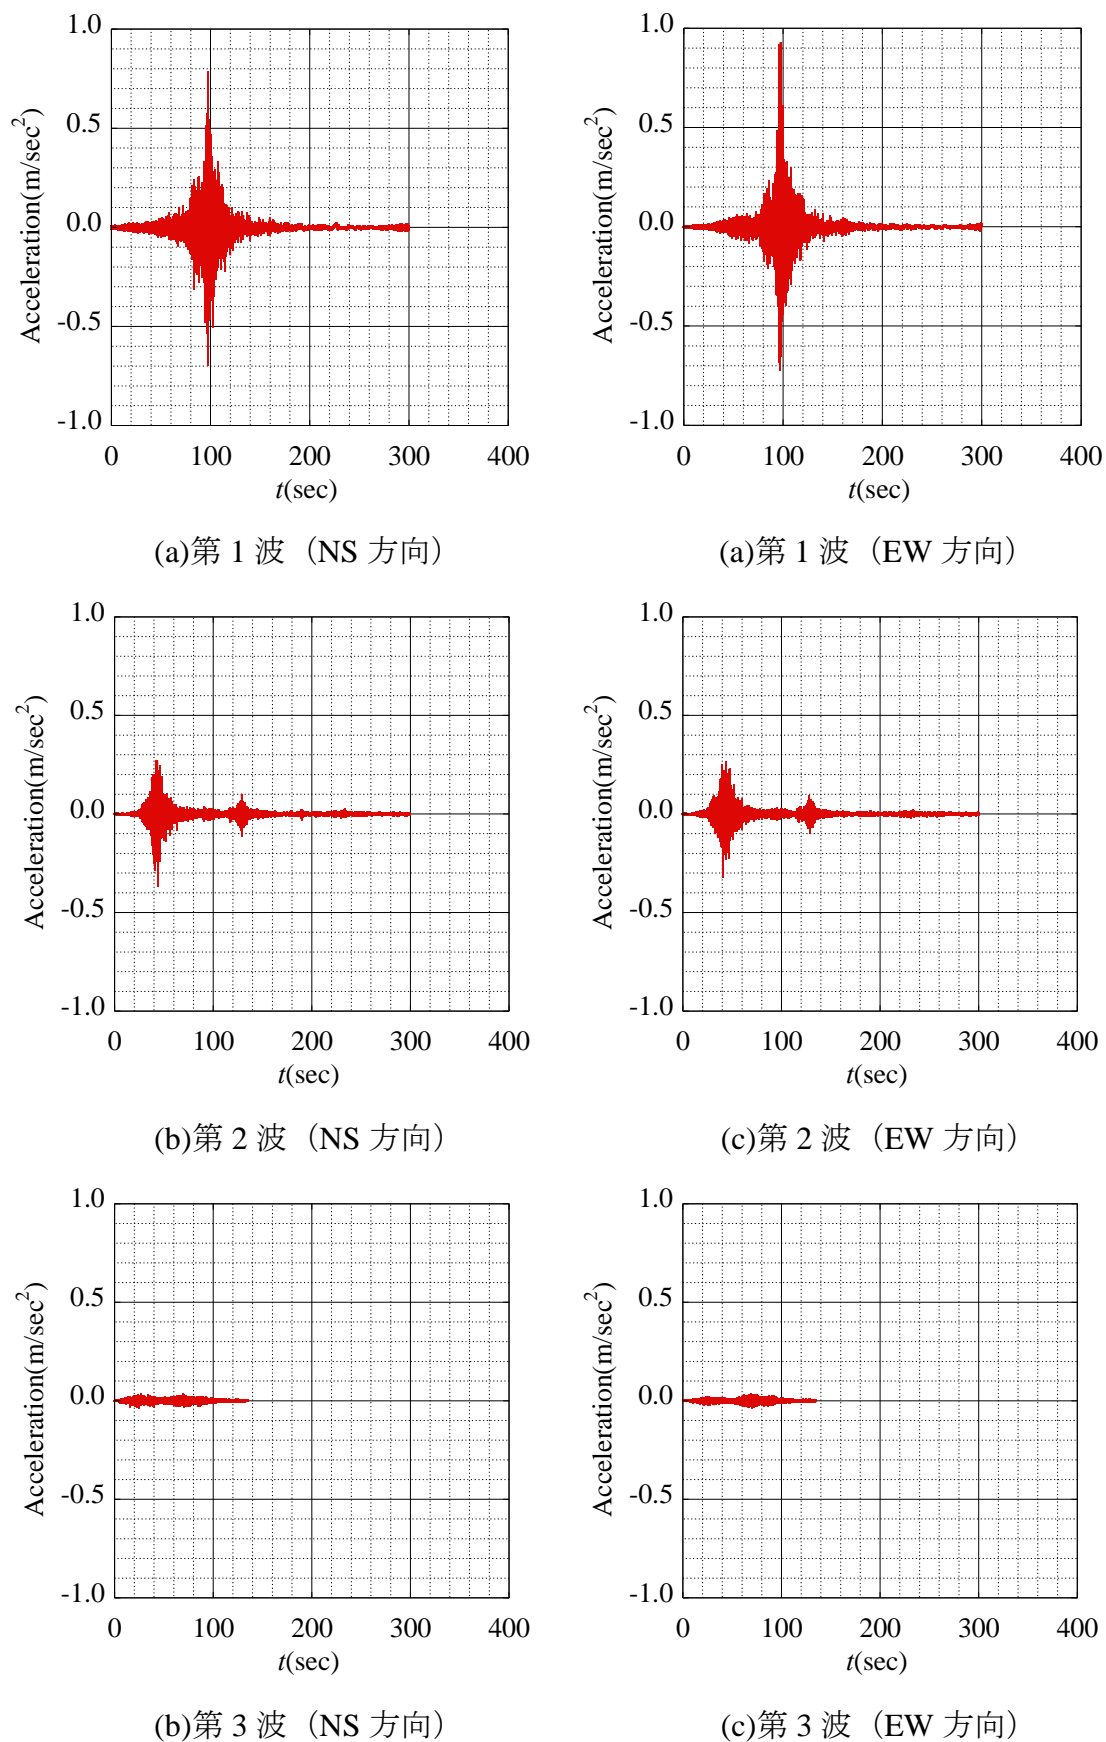 1.0
0.5
0.0
-0.5
-1.0
Acceleration(m/sec²)
0 100 200 300 400
t(sec)
(a)第 1 波（NS 方向）
1.0
0.5
0.0
-0.5
-1.0
Acceleration(m/sec²)
0 100 200 300 400
t(sec)
(a)第 1 波（EW 方向）
1.0
0.5
0.0
-0.5
-1.0
Acceleration(m/sec²)
0 100 200 300 400
t(sec)
(b)第 2 波（NS 方向）
1.0
0.5
0.0
-0.5
-1.0
Acceleration(m/sec²)
0 100 200 300 400
t(sec)
(c)第 2 波（EW 方向）
1.0
0.5
0.0
-0.5
-1.0
Acceleration(m/sec²)
0 100 200 300 400
t(sec)
(b)第 3 波（NS 方向）
1.0
0.5
0.0
-0.5
-1.0
Acceleration(m/sec²)
0 100 200 300 400
t(sec)
(c)第 3 波（EW 方向）